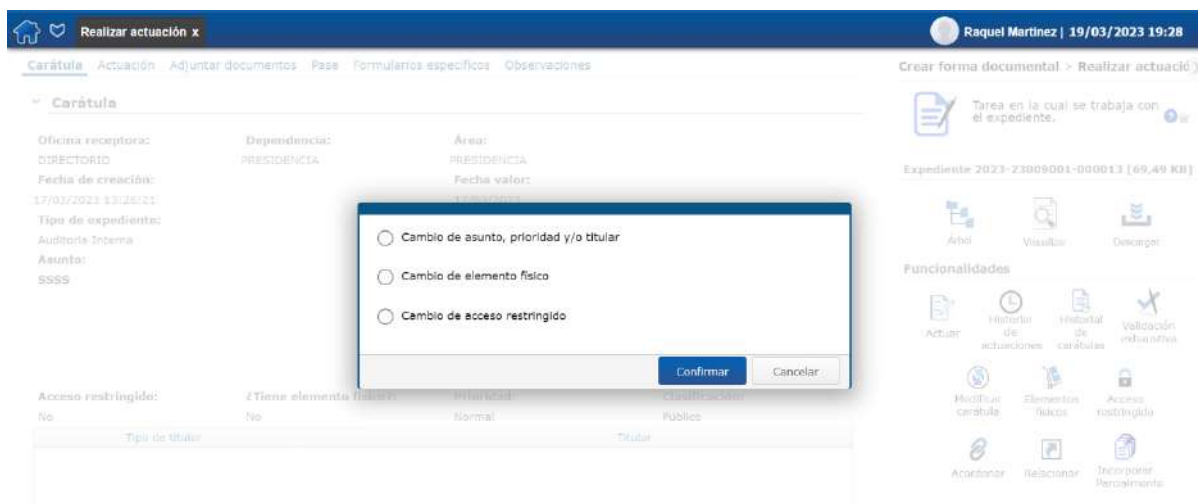 Realizar actuación x
Raquel Martinez | 19/03/2023 19:28
Carátula Actuación Adjuntar documentos Pase Formularios específicos Observaciones
Crear forma documental > Realizar actuació
Carátula
Tarea en la cual se trabaja con el expediente.
Oficina receptora: Dependencia: Área:
DIRECTORIO PRESIDENCIA PRESIDENCIA
Fecha de creación: Fecha valor:
17/03/2023 13:26:21 17/03/2023
Expediente 2023-23009001-000013 [69,49 KB]
Tipo de expediente:
Auditoría Interna
Asunto:
SSSS
Cambio de asunto, prioridad y/o titular
Cambio de elemento físico
Cambio de acceso restringido
Confirmar Cancelar
Árbol Visualizar Descargar
Funcionalidades
Actuar Historial de actuaciones Historial de carátulas Validación exhaustiva
Modificar carátula Elementos físicos Acceso restringido
Acordonar Relacionar Incorporar Parcialmente
Acceso restringido: ¿Tiene elemento físico?: Prioridad: Clasificación:
No No Normal Público
Tipo de titular Titular